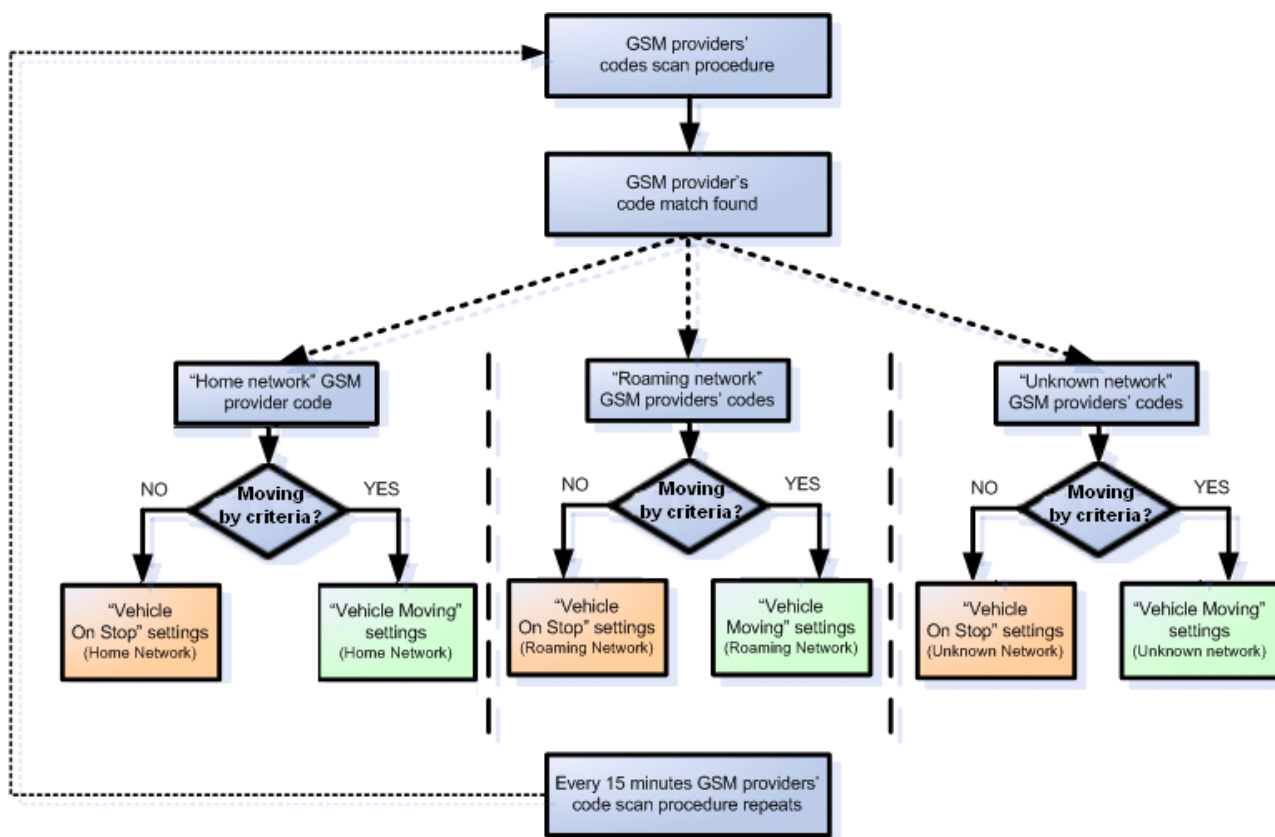 GSM providers'
codes scan procedure
GSM provider's
code match found
“Home network” GSM
provider code
“Roaming network”
GSM providers' codes
“Unknown network”
GSM providers' codes
NO
Moving
by criteria?
YES
NO
Moving
by criteria?
YES
NO
Moving
by criteria?
YES
“Vehicle
On Stop” settings
(Home Network)
“Vehicle Moving”
settings
(Home Network)
“Vehicle
On Stop” settings
(Roaming Network)
“Vehicle
Moving” settings
(Roaming Network)
“Vehicle
On Stop” settings
(Unknown Network)
“Vehicle Moving”
settings
(Unknown network)
Every 15 minutes GSM providers'
code scan procedure repeats